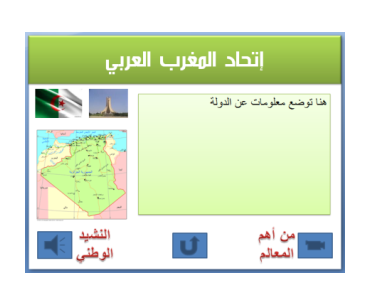 إتحاد المغرب العربي
هنا توضع معلومات عن الدولة
من أهم
المعالم
النشيد
الوطني